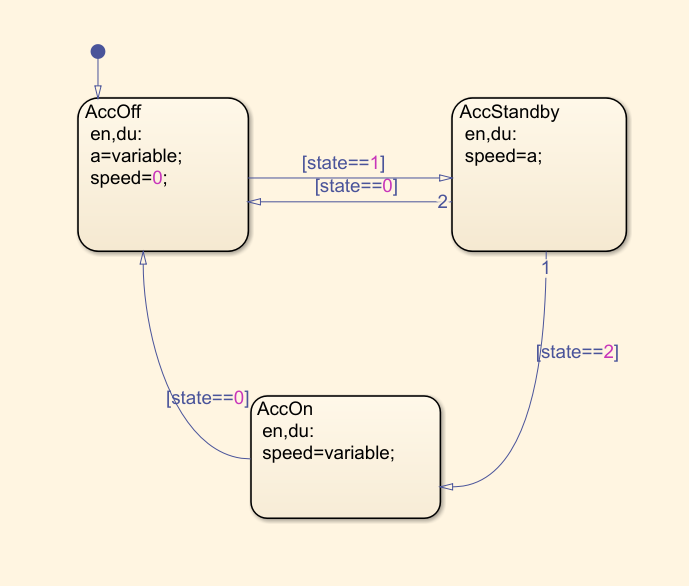 AccOff
en,du:
a=variable;
speed=0;
[state==1]
[state==0]
2
AccStandby
en,du:
speed=a;
1
[state==2]
[state==0]
AccOn
en,du:
speed=variable;